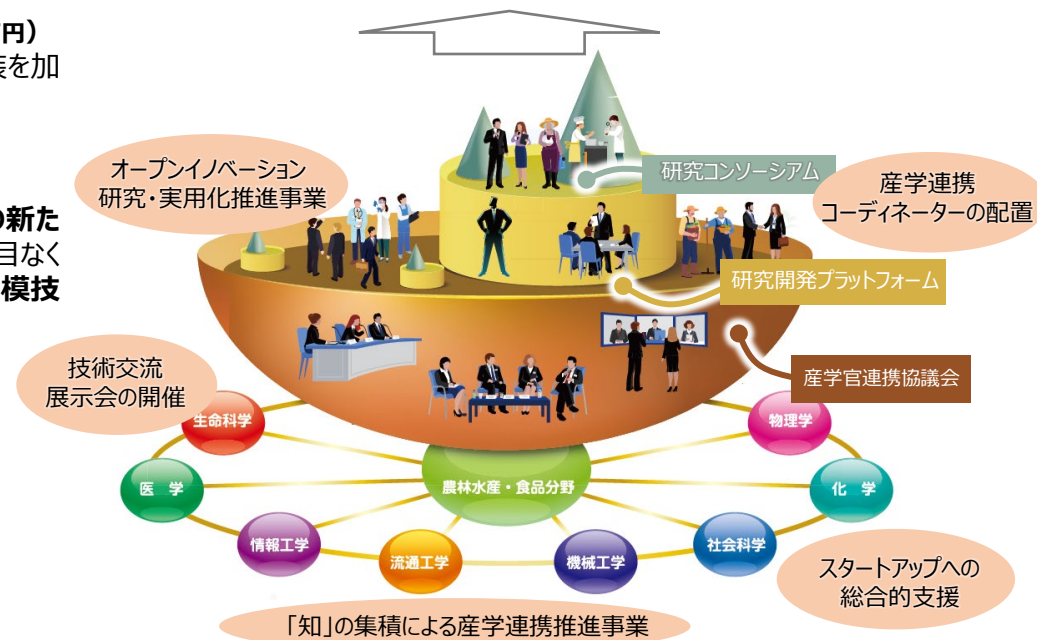 円）
装を加
の新た
目なく
模技
オープンイノベーション
研究・実用化推進事業
研究コンソーシアム
産学連携
コーディネーターの配置
研究開発プラットフォーム
技術交流
展示会の開催
産学官連携協議会
生命科学
物理学
医 学
農林水産・食品分野
化 学
情報工学
流通工学
機械工学
社会科学
スタートアップへの
総合的支援
「知」の集積による産学連携推進事業